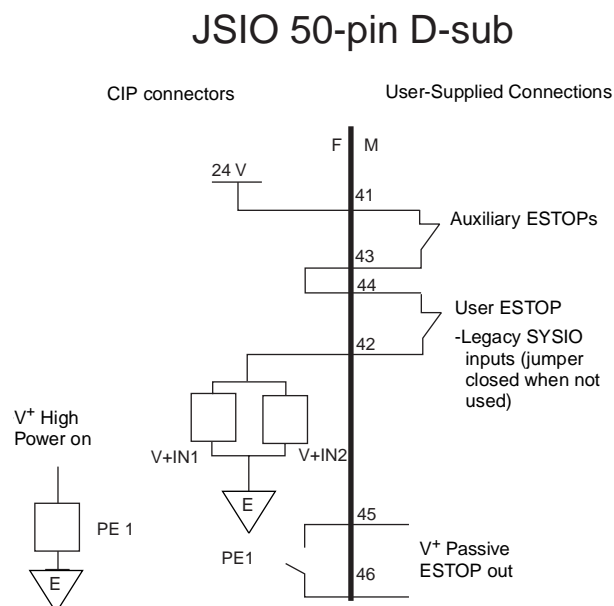 JSIO 50-pin D-sub
CIP connectors
User-Supplied Connections
F
M
24 V
41
Auxiliary ESTOPs
43
44
User ESTOP
-Legacy SYSIO
inputs (jumper
closed when not
used)
42
V+ High
Power on
V+IN1
V+IN2
E
PE 1
E
45
PE1
V+ Passive
ESTOP out
46